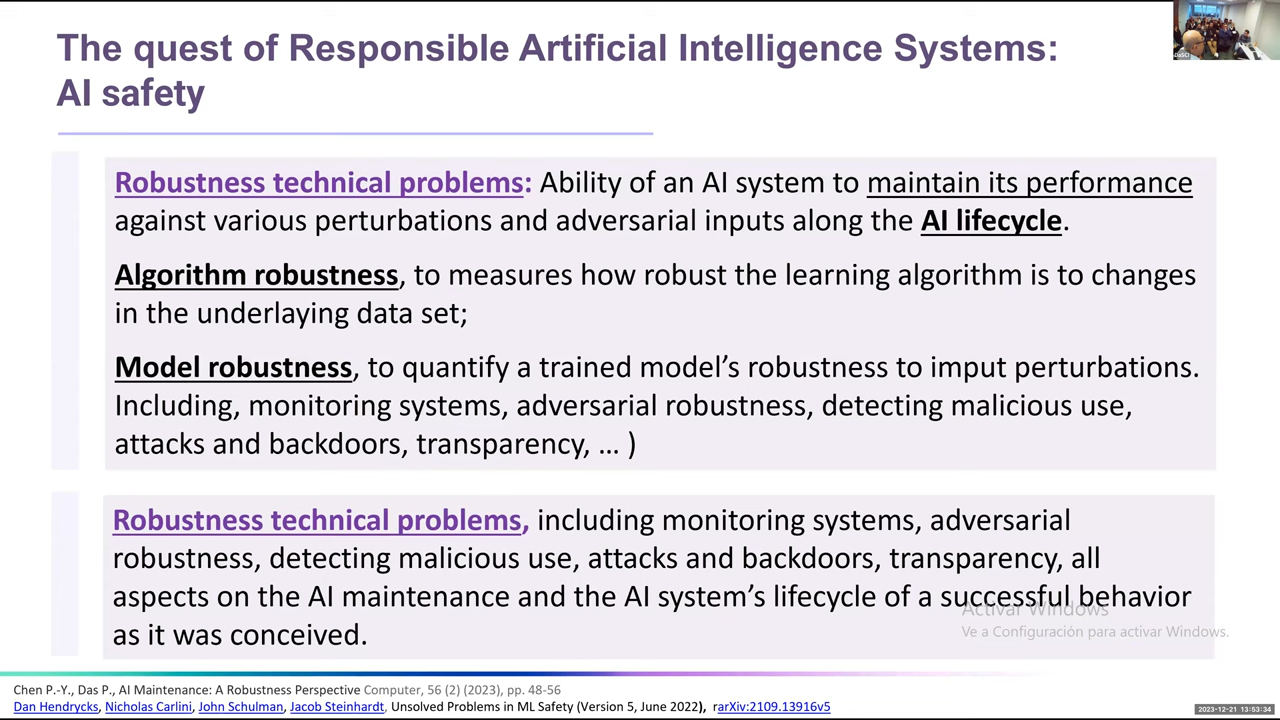 The quest of Responsible Artificial Intelligence Systems:
AI safety
Robustness technical problems: Ability of an AI system to maintain its performance
against various perturbations and adversarial inputs along the AI lifecycle.
Algorithm robustness, to measures how robust the learning algorithm is to changes
in the underlaying data set;
Model robustness, to quantify a trained model’s robustness to imput perturbations.
Including, monitoring systems, adversarial robustness, detecting malicious use,
attacks and backdoors, transparency, … )
Robustness technical problems, including monitoring systems, adversarial
robustness, detecting malicious use, attacks and backdoors, transparency, all
aspects on the AI maintenance and the AI system’s lifecycle of a successful behavior
as it was conceived.
Activar Windows
Ve a Configuración para activar Windows.
Chen P.-Y., Das P., AI Maintenance: A Robustness Perspective Computer, 56 (2) (2023), pp. 48-56
Dan Hendrycks, Nicholas Carlini, John Schulman, Jacob Steinhardt, Unsolved Problems in ML Safety (Version 5, June 2022), rarXiv:2109.13916v5
2023-12-21 13:53:34